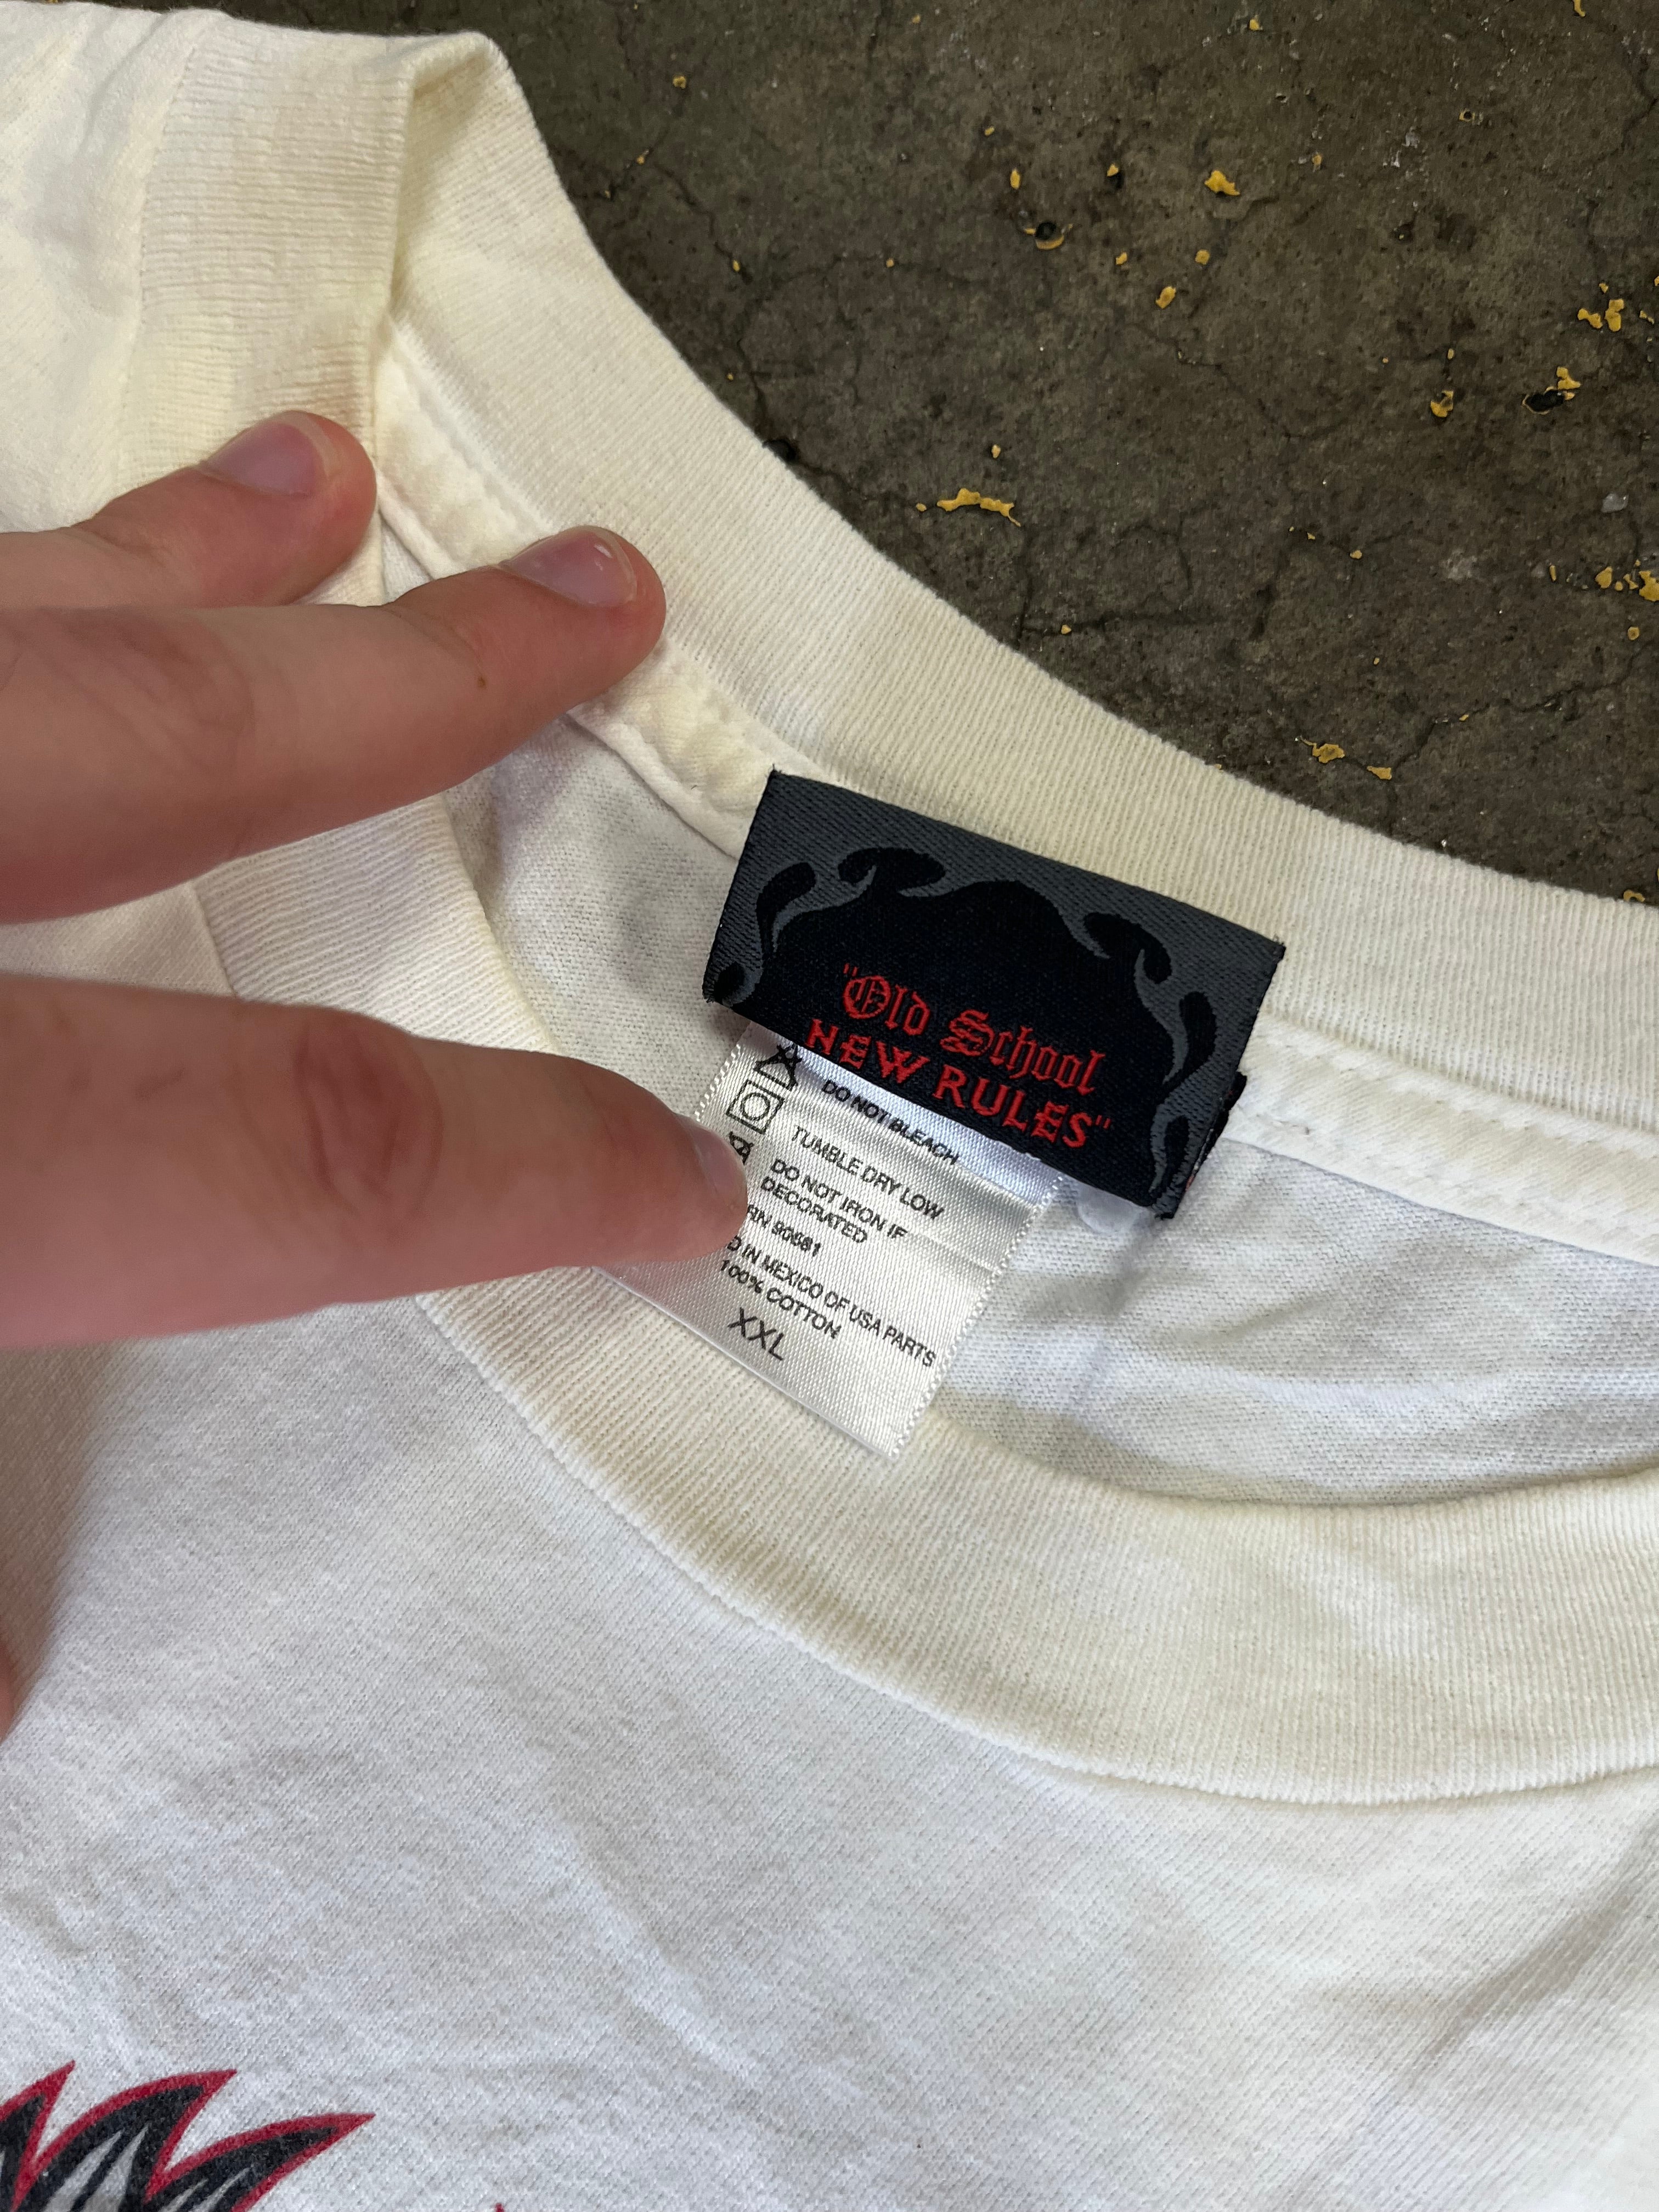 "Old School
NEW RULES"
DO NOT BLEACH
TUMBLE DRY LOW
DO NOT IRON IF
DECORATED
RN 90681
D IN MEXICO OF USA PARTS
100% COTTON
XXL